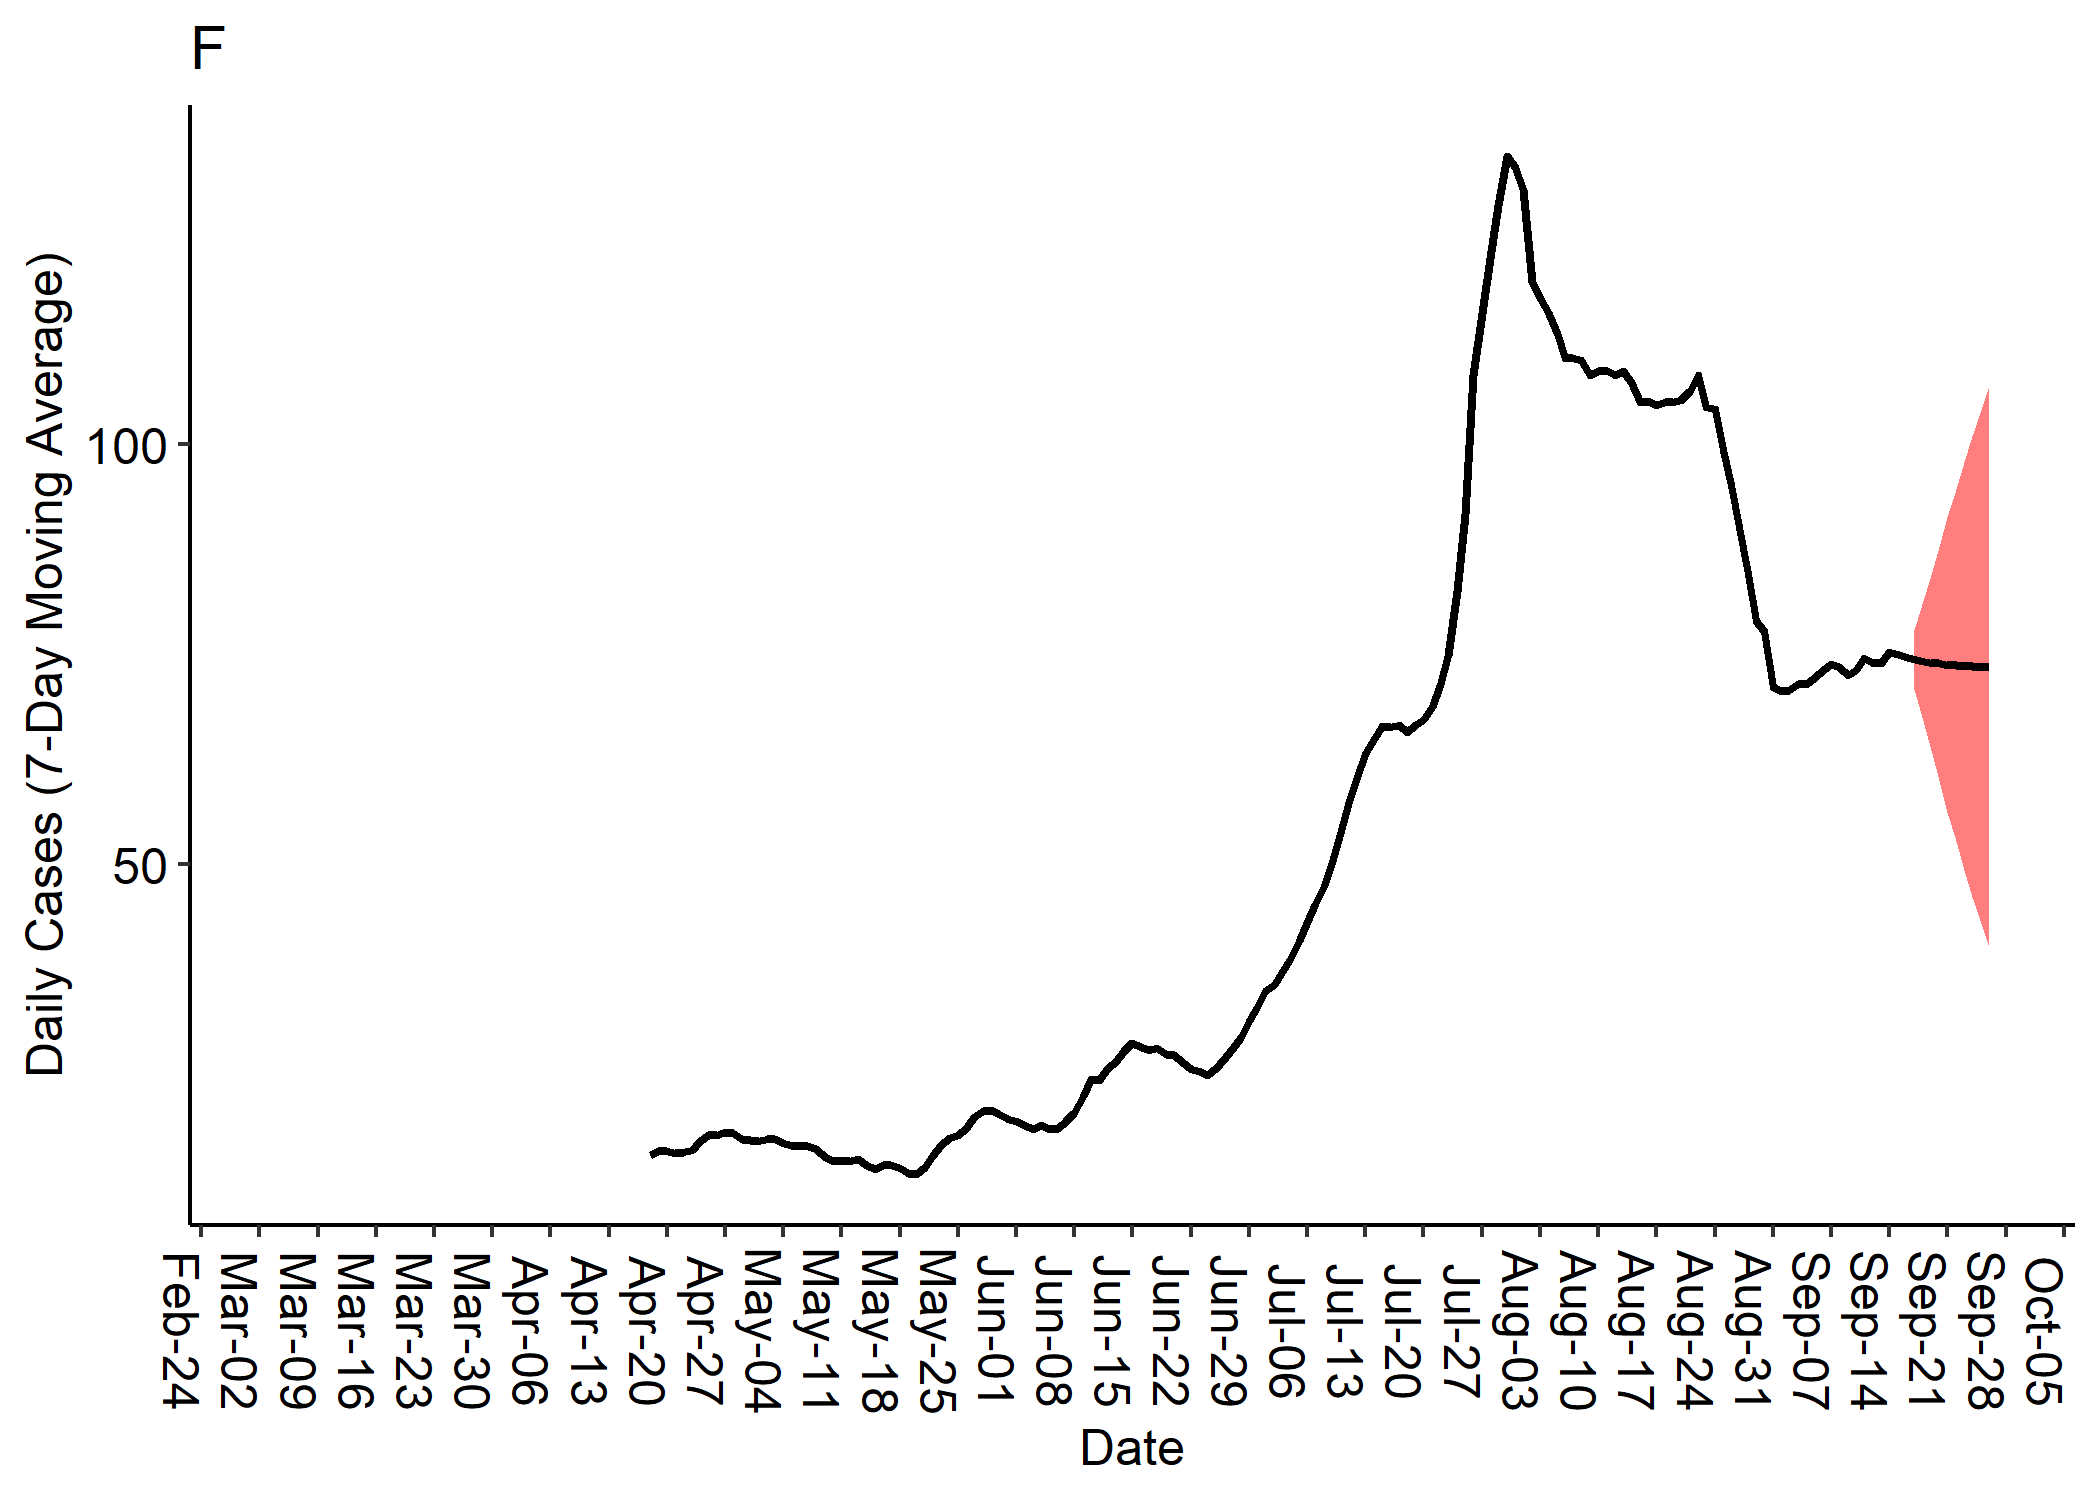 F
Daily Cases (7-Day Moving Average)
100
50
Feb-24
Mar-02
Mar-09
Mar-16
Mar-23
Mar-30
Apr-06
Apr-13
Apr-20
Apr-27
May-04
May-11
May-18
May-25
Jun-01
Jun-08
Jun-15
Jun-22
Jun-29
Jul-06
Jul-13
Jul-20
Jul-27
Aug-03
Aug-10
Aug-17
Aug-24
Aug-31
Sep-07
Sep-14
Sep-21
Sep-28
Oct-05
Date